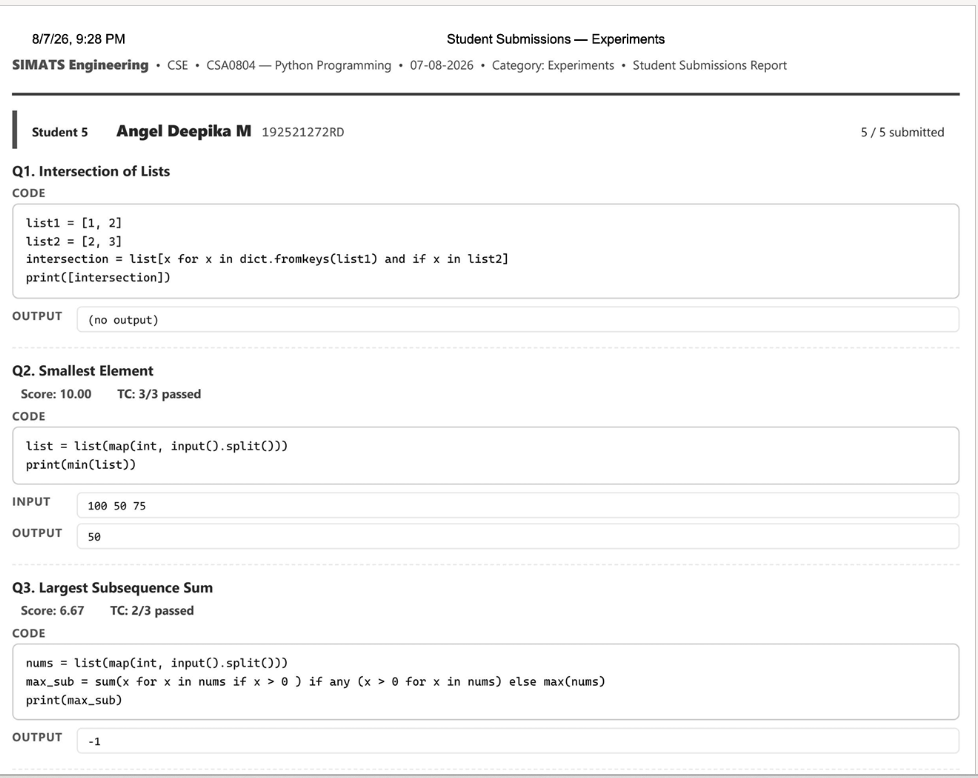 8/7/26, 9:28 PM Student Submissions — Experiments
SIMATS Engineering • CSE • CSA0804 — Python Programming • 07-08-2026 • Category: Experiments • Student Submissions Report
Student 5 Angel Deepika M 192521272RD 5 / 5 submitted
Q1. Intersection of Lists
CODE
list1 = [1, 2]
list2 = [2, 3]
intersection = list[x for x in dict.fromkeys(list1) and if x in list2]
print([intersection])
OUTPUT (no output)
Q2. Smallest Element
Score: 10.00 TC: 3/3 passed
CODE
list = list(map(int, input().split()))
print(min(list))
INPUT 100 50 75
OUTPUT 50
Q3. Largest Subsequence Sum
Score: 6.67 TC: 2/3 passed
CODE
nums = list(map(int, input().split()))
max_sub = sum(x for x in nums if x > 0 ) if any (x > 0 for x in nums) else max(nums)
print(max_sub)
OUTPUT -1